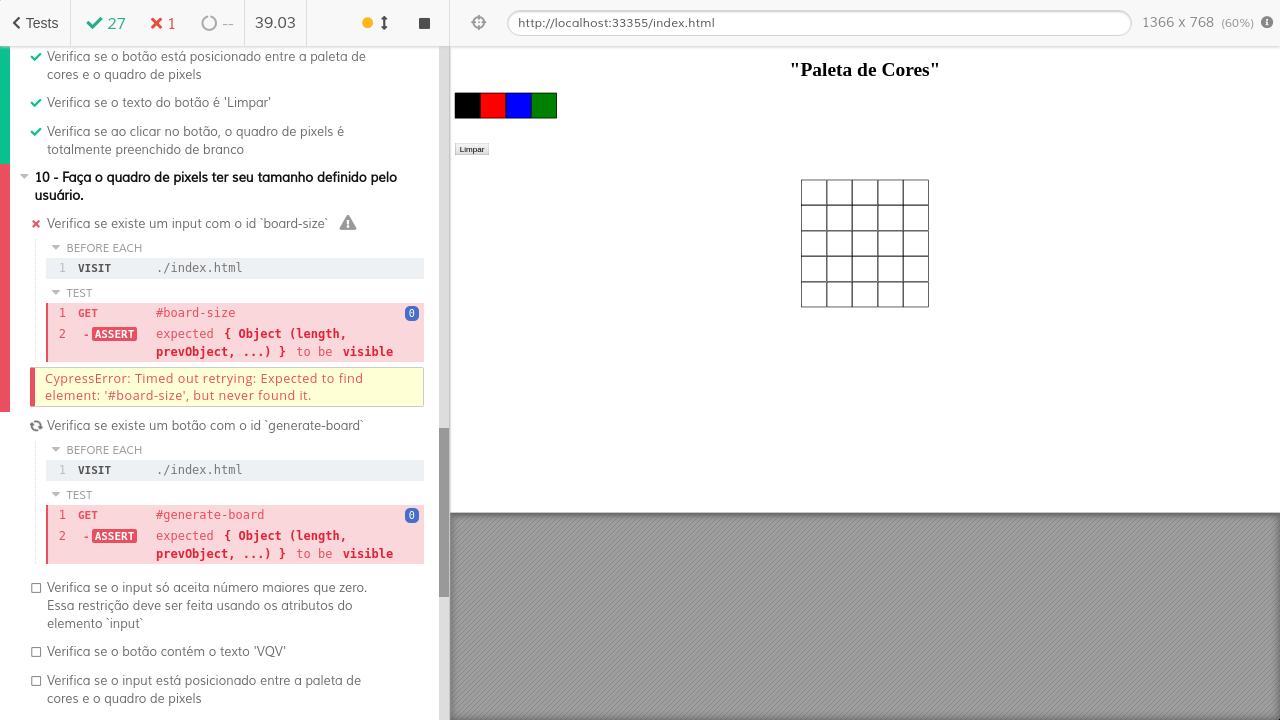 Tests 27 1 -- 39.03 http://localhost:33355/index.html 1366 x 768 (60%)
Verifica se o botão está posicionado entre a paleta de
cores e o quadro de pixels
Verifica se o texto do botão é 'Limpar'
Verifica se ao clicar no botão, o quadro de pixels é
totalmente preenchido de branco
10 - Faça o quadro de pixels ter seu tamanho definido pelo
usuário.
Verifica se existe um input com o id `board-size`
BEFORE EACH
1 VISIT ./index.html
TEST
1 GET #board-size 0
2 -ASSERT expected { Object (length,
prevObject, ...) } to be visible
CypressError: Timed out retrying: Expected to find
element: '#board-size', but never found it.
Verifica se existe um botão com o id `generate-board`
BEFORE EACH
1 VISIT ./index.html
TEST
1 GET #generate-board 0
2 -ASSERT expected { Object (length,
prevObject, ...) } to be visible
Verifica se o input só aceita número maiores que zero.
Essa restrição deve ser feita usando os atributos do
elemento `input`
Verifica se o botão contém o texto 'VQV'
Verifica se o input está posicionado entre a paleta de
cores e o quadro de pixels
"Paleta de Cores"
Limpar